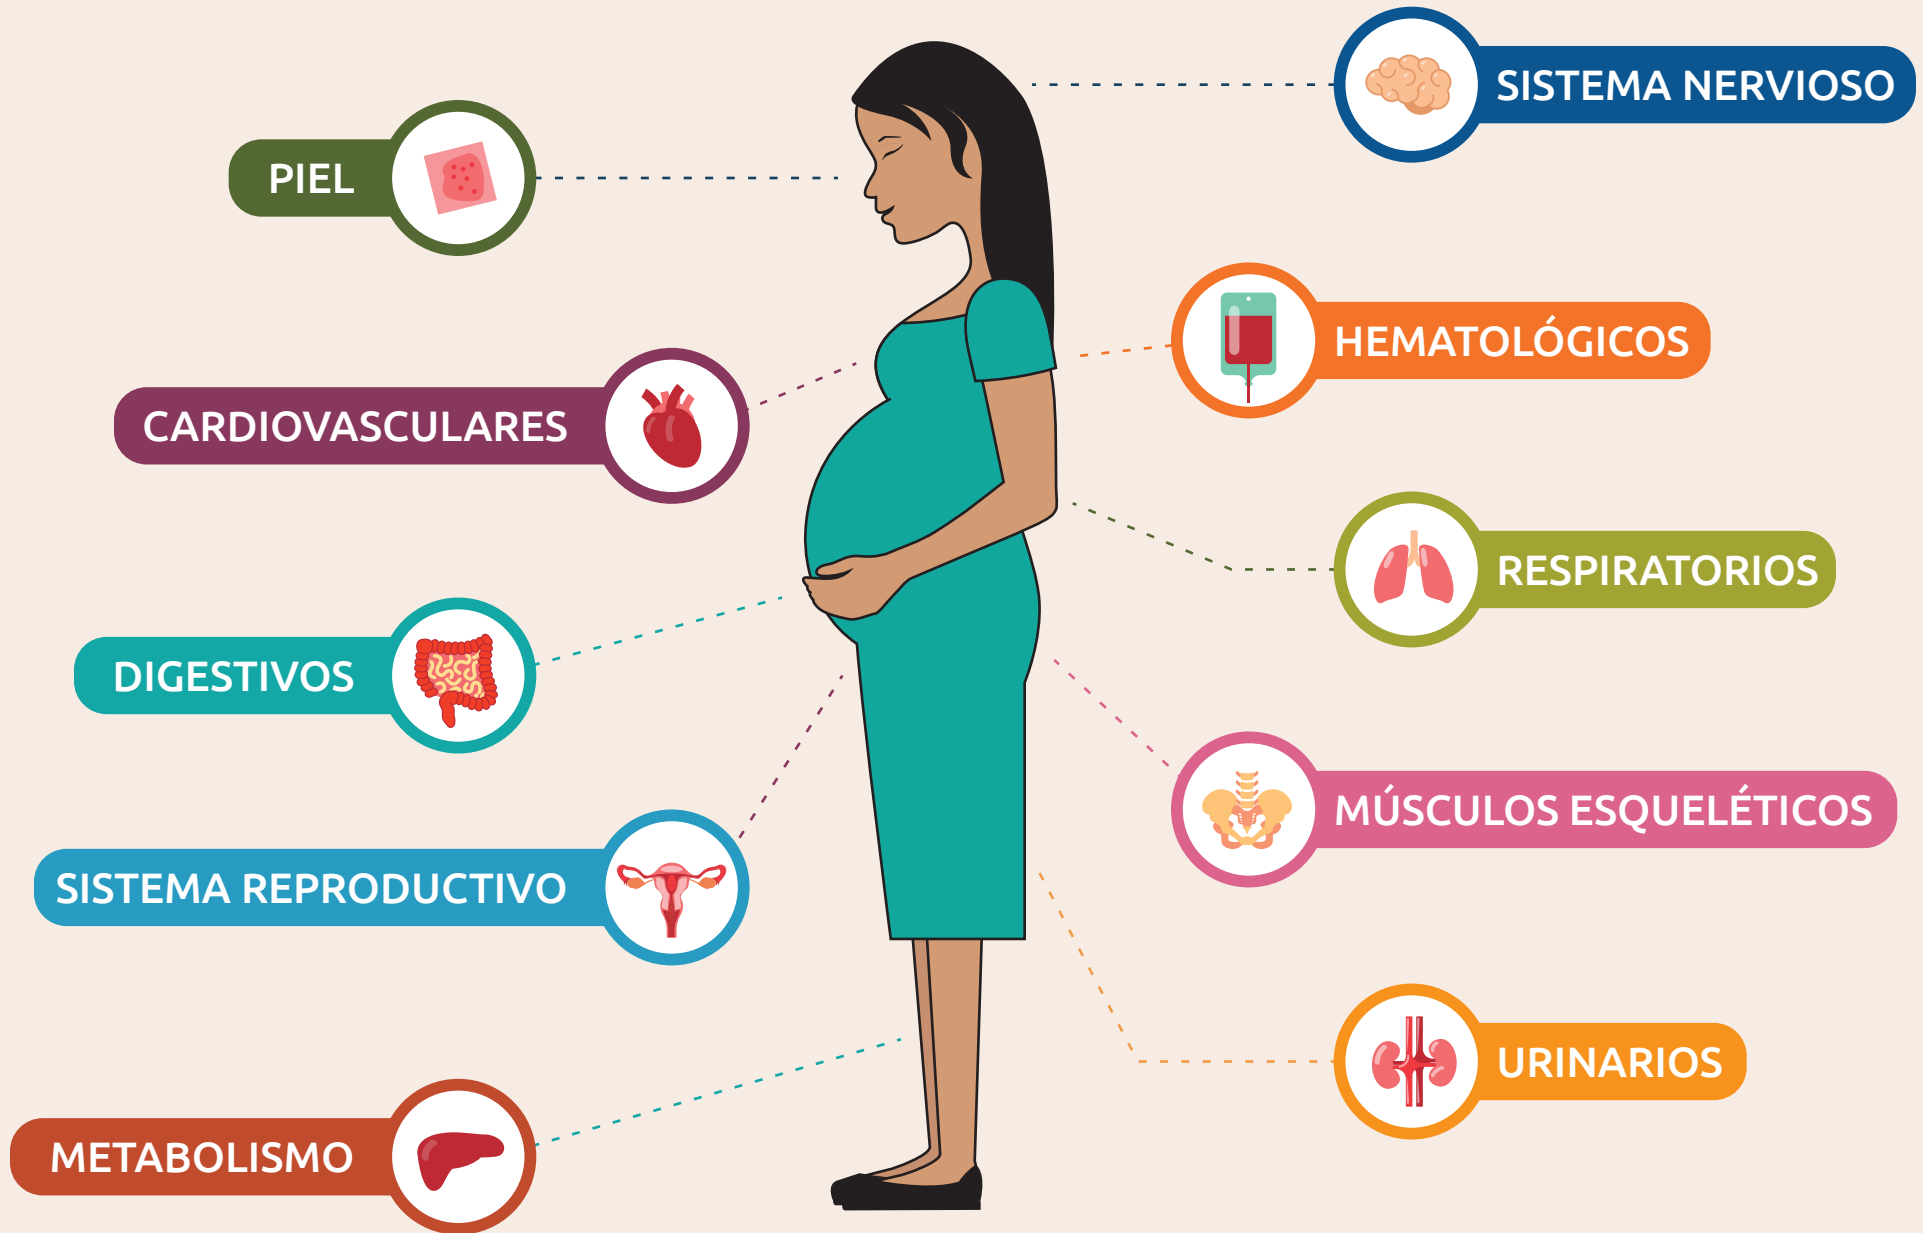 SISTEMA NERVIOSO
PIEL
HEMATOLÓGICOS
CARDIOVASCULARES
RESPIRATORIOS
DIGESTIVOS
MÚSCULOS ESQUELÉTICOS
SISTEMA REPRODUCTIVO
URINARIOS
METABOLISMO